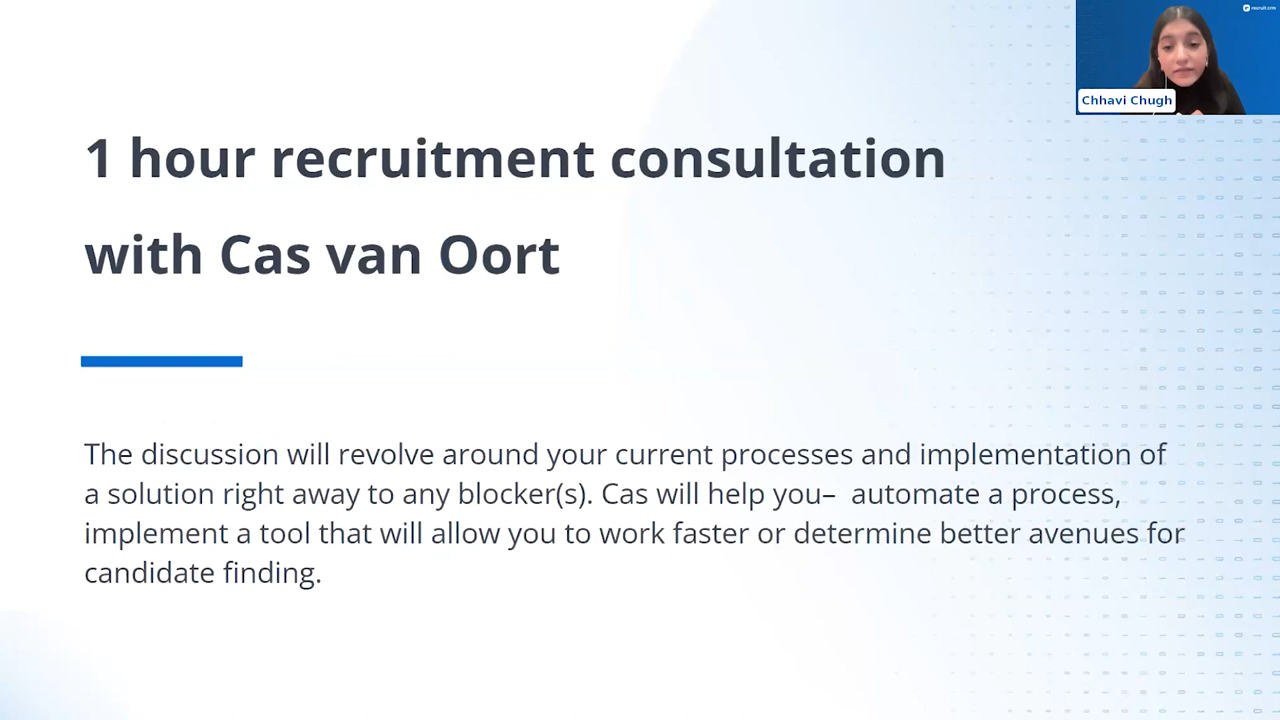 recruit crm
Chhavi Chugh
1 hour recruitment consultation
with Cas van Oort
The discussion will revolve around your current processes and implementation of
a solution right away to any blocker(s). Cas will help you–  automate a process,
implement a tool that will allow you to work faster or determine better avenues for
candidate finding.